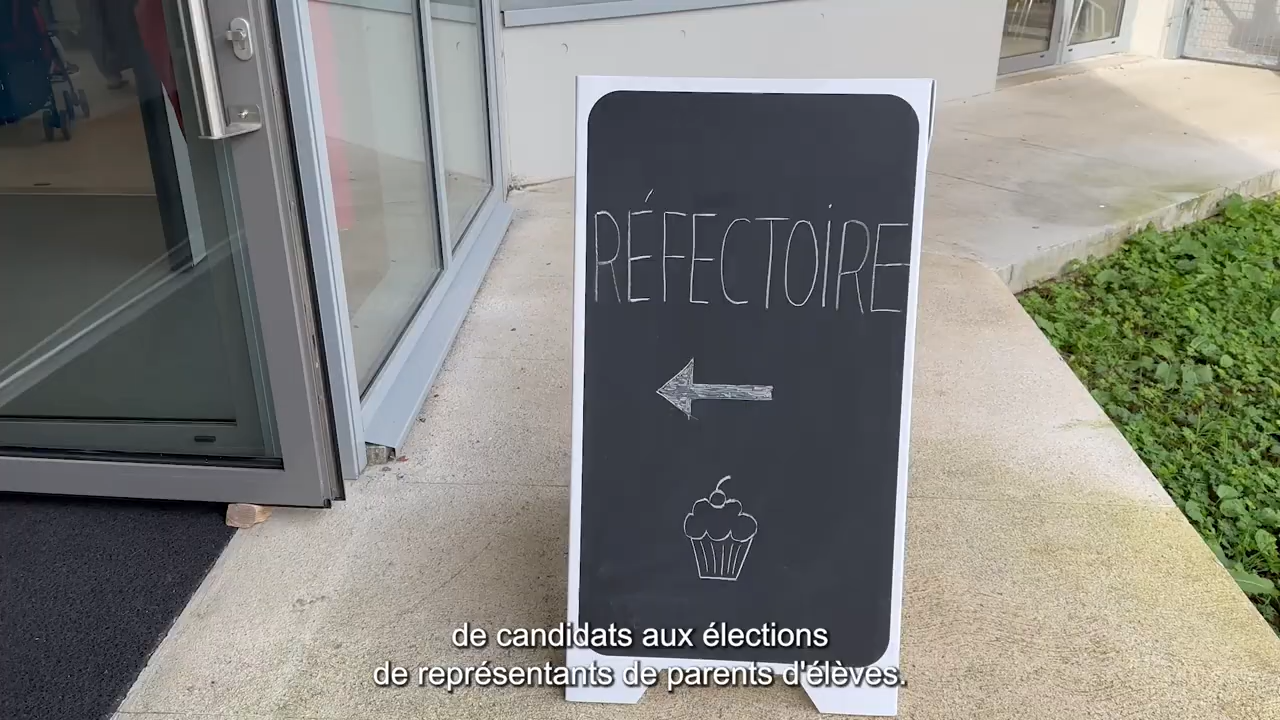 RÉFECTOIRE
de candidats aux élections
de représentants de parents d'élèves.